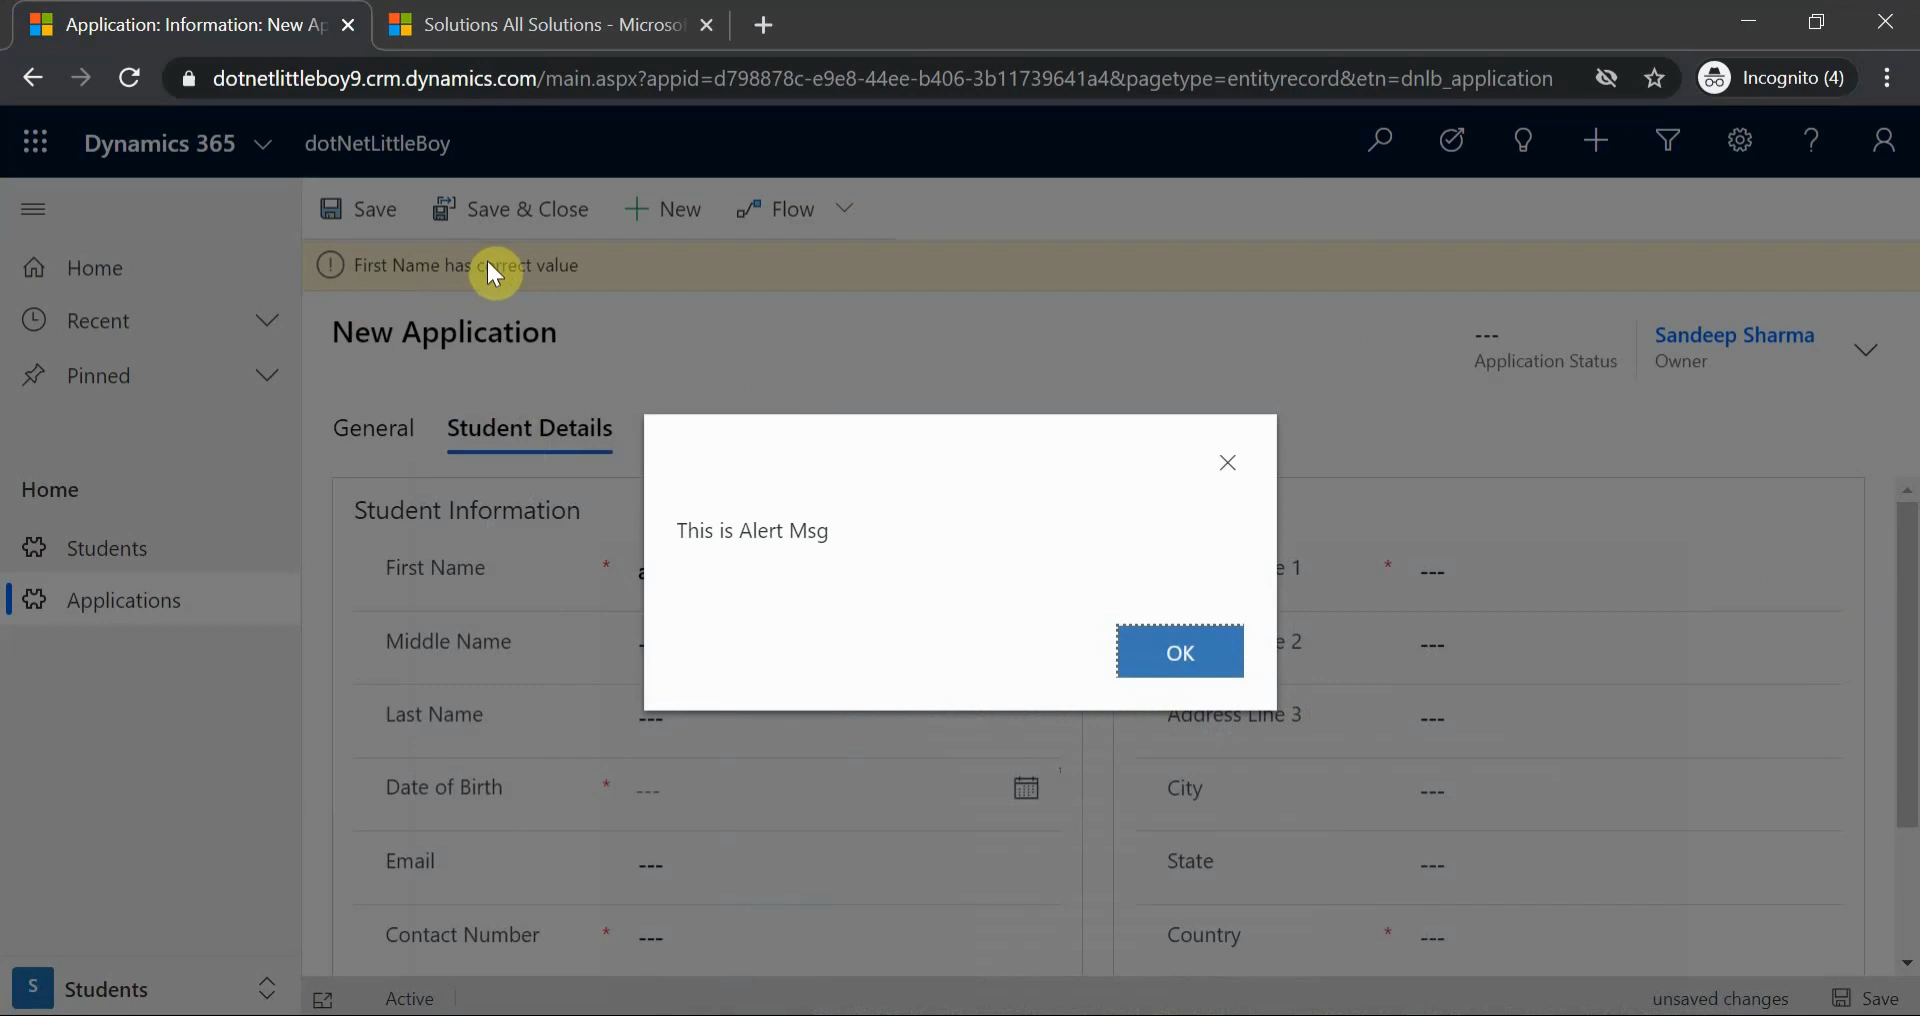 Application: Information: New Ap
Solutions All Solutions - Microsof
dotnetlittleboy9.crm.dynamics.com/main.aspx?appid=d798878c-e9e8-44ee-b406-3b11739641a4&pagetype=entityrecord&etn=dnlb_application
Incognito (4)
Dynamics 365
dotNetLittleBoy
Save
Save & Close
New
Flow
Home
Recent
Pinned
Home
Students
Applications
First Name has correct value
New Application
---
Application Status
Sandeep Sharma
Owner
General
Student Details
This is Alert Msg
OK
Student Information
First Name * a
Middle Name
Last Name ---
Date of Birth * ---
Email ---
Contact Number * ---
e 1 * ---
e 2 ---
Address Line 3 ---
City ---
State ---
Country * ---
S Students
Active
unsaved changes
Save